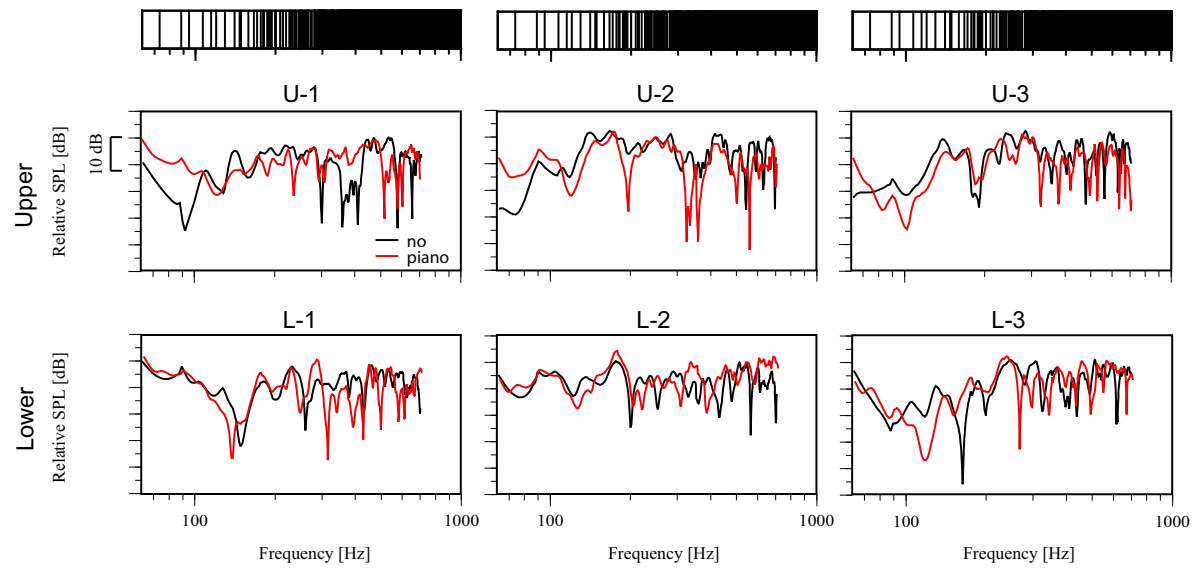 U-1
U-2
U-3
Upper
Relative SPL [dB]
10 dB
no
piano
L-1
L-2
L-3
Lower
Relative SPL [dB]
100
1000
100
1000
100
1000
Frequency [Hz]
Frequency [Hz]
Frequency [Hz]